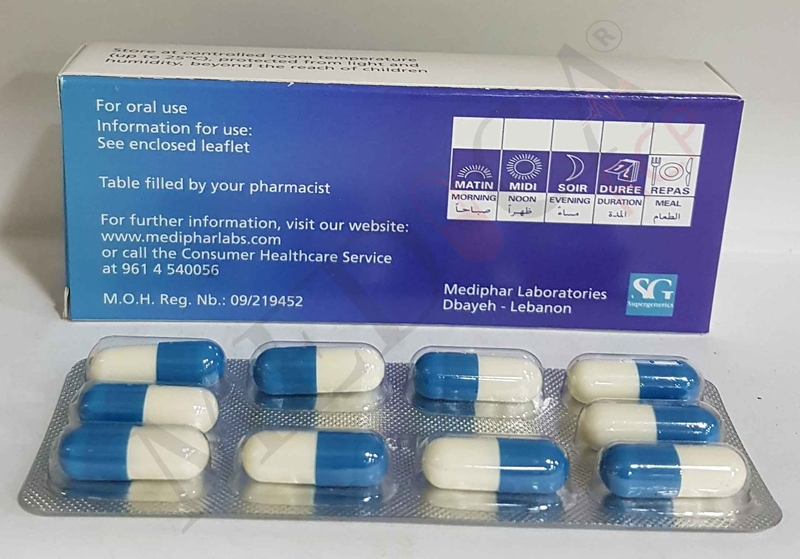 Store at controlled room temperature
(up to 25°C), protected from light and
humidity, beyond the reach of children
For oral use
Information for use:
See enclosed leaflet
Table filled by your pharmacist
For further information, visit our website:
www.medipharlabs.com
or call the Consumer Healthcare Service
at 961 4 540056
M.O.H. Reg. Nb.: 09/219452
MATIN MIDI SOIR DURÉE REPAS
MORNING NOON EVENING DURATION MEAL
صباحاً ظهراً مساءً المدة الطعام
Mediphar Laboratories
Dbayeh - Lebanon
SG
Supergenerics
MEDICA
®